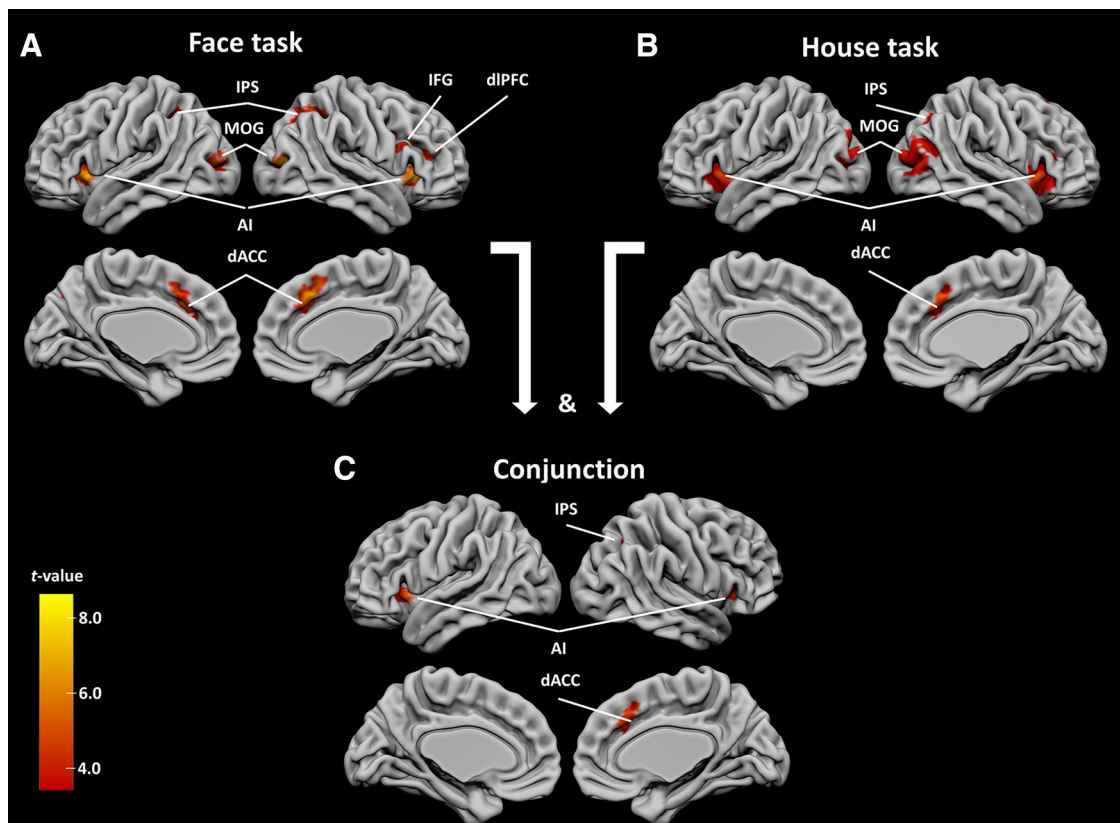 A
Face task
IPS
IFG
dlPFC
MOG
AI
dACC
B
House task
IPS
MOG
AI
dACC
&
C
Conjunction
IPS
AI
dACC
t-value
8.0
6.0
4.0